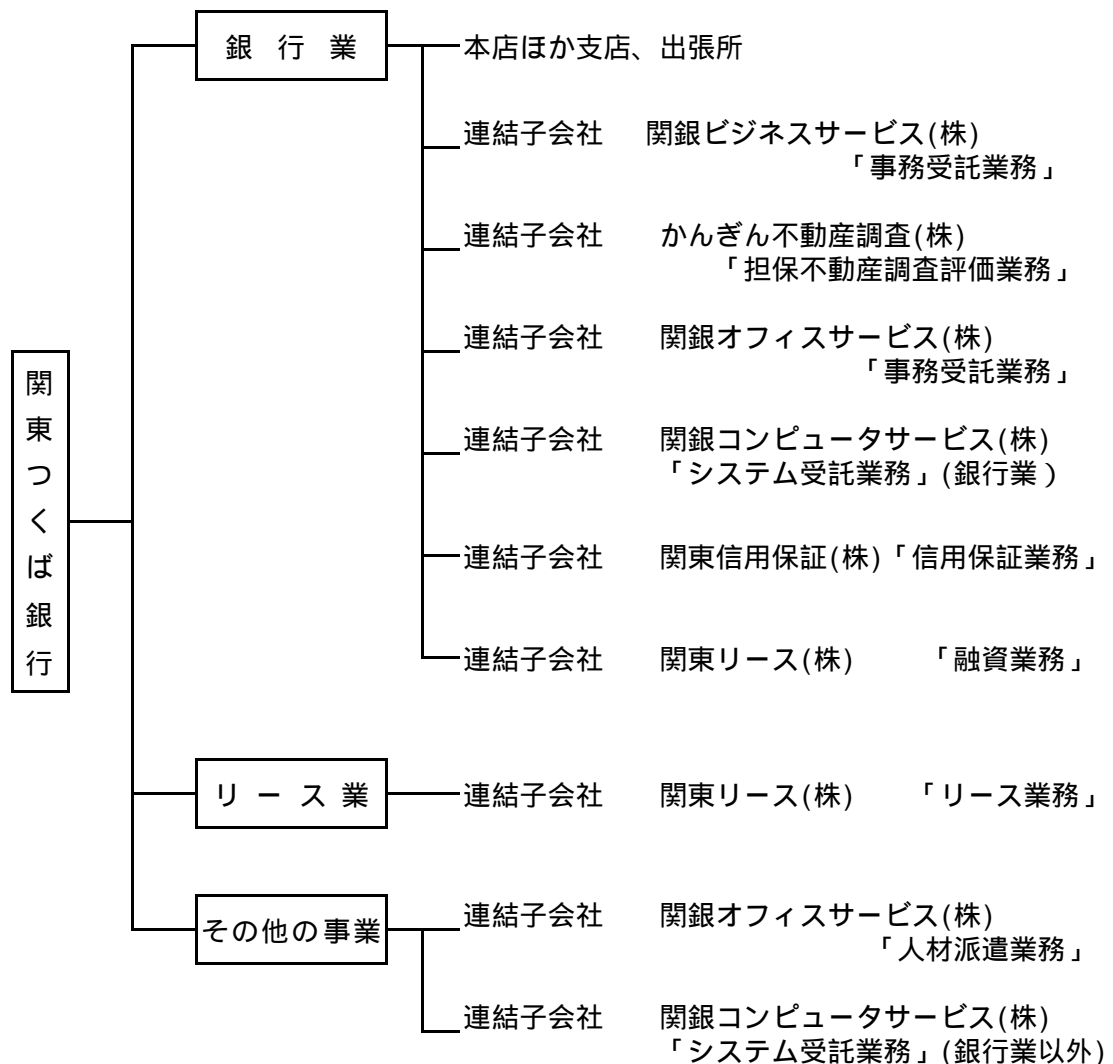 銀行業
本店ほか支店、出張所
連結子会社 関銀ビジネスサービス(株)
「事務受託業務」
連結子会社 かんぎん不動産調査(株)
「担保不動産調査評価業務」
連結子会社 関銀オフィスサービス(株)
「事務受託業務」
関東つくば銀行
連結子会社 関銀コンピュータサービス(株)
「システム受託業務」(銀行業)
連結子会社 関東信用保証(株)「信用保証業務」
連結子会社 関東リース(株) 「融資業務」
リース業
連結子会社 関東リース(株) 「リース業務」
その他の事業
連結子会社 関銀オフィスサービス(株)
「人材派遣業務」
連結子会社 関銀コンピュータサービス(株)
「システム受託業務」(銀行業以外)